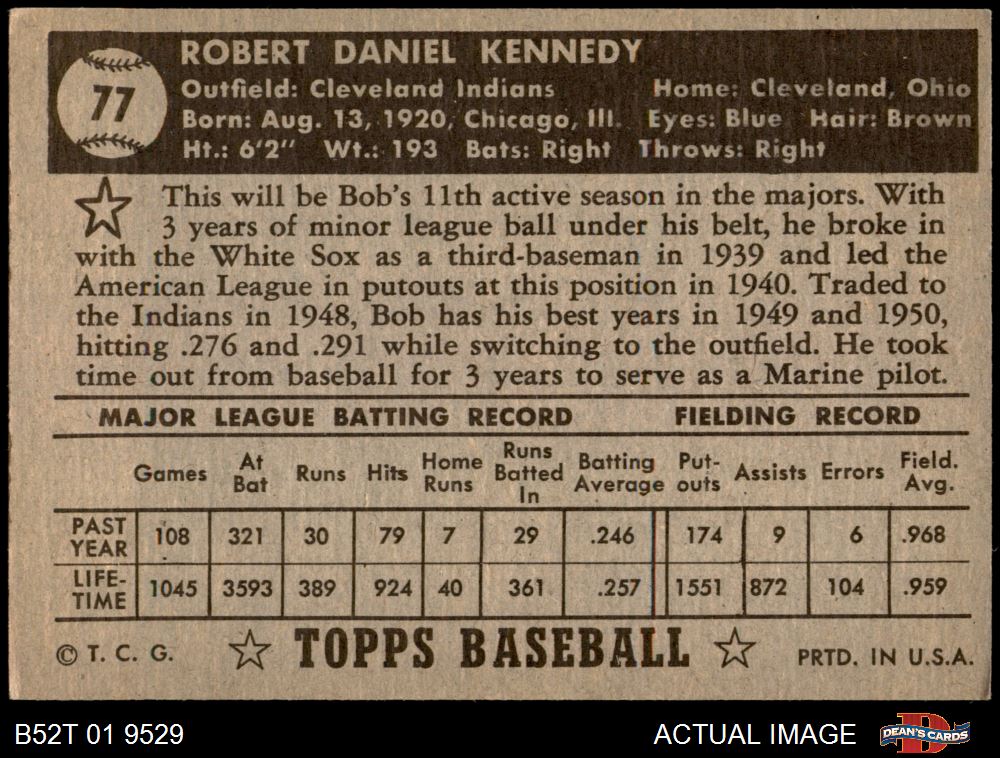 77
ROBERT DANIEL KENNEDY
Outfield: Cleveland Indians Home: Cleveland, Ohio
Born: Aug. 13, 1920, Chicago, Ill. Eyes: Blue Hair: Brown
Ht.: 6'2" Wt.: 193 Bats: Right Throws: Right
This will be Bob's 11th active season in the majors. With
3 years of minor league ball under his belt, he broke in
with the White Sox as a third-baseman in 1939 and led the
American League in putouts at this position in 1940. Traded to
the Indians in 1948, Bob has his best years in 1949 and 1950,
hitting .276 and .291 while switching to the outfield. He took
time out from baseball for 3 years to serve as a Marine pilot.
MAJOR LEAGUE BATTING RECORD FIELDING RECORD
Games At Bat Runs Hits Home Runs Runs Batted In Batting Average Put-outs Assists Errors Field. Avg.
PAST YEAR 108 321 30 79 7 29 .246 174 9 6 .968
LIFE-TIME 1045 3593 389 924 40 361 .257 1551 872 104 .959
© T. C. G. TOPPS BASEBALL PRTD. IN U.S.A.
B52T 01 9529 ACTUAL IMAGE DEAN'S CARDS